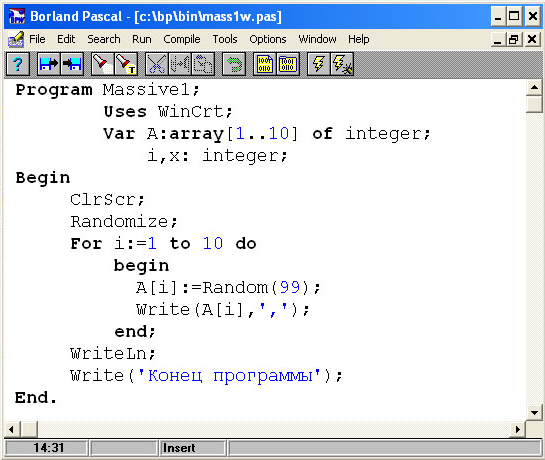 Borland Pascal - [c:\bp\bin\mass1w.pas]
File Edit Search Run Compile Tools Options Window Help
Program Massive1;
Uses WinCrt;
Var A:array[1..10] of integer;
i,x: integer;
Begin
ClrScr;
Randomize;
For i:=1 to 10 do
begin
A[i]:=Random(99);
Write(A[i],',');
end;
WriteLn;
Write('Конец программы');
End.
14:31 Insert